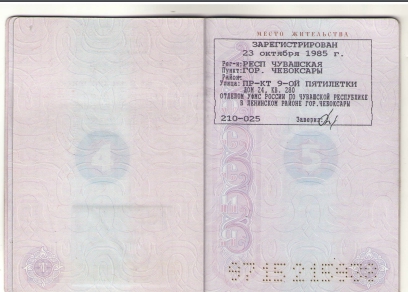 4
МЕСТО ЖИТЕЛЬСТВА
ЗАРЕГИСТРИРОВАН
23 октября 1985 г.
Рег-н: РЕСП ЧУВАШСКАЯ
Пункт: ГОР. ЧЕБОКСАРЫ
Район:
Улица: ПР-КТ 9-ОЙ ПЯТИЛЕТКИ
ДОМ 24, КВ. 280
ОТДЕЛОМ УФМС РОССИИ ПО ЧУВАШСКОЙ РЕСПУБЛИКЕ
В ЛЕНИНСКОМ РАЙОНЕ ГОР.ЧЕБОКСАРЫ
210-025 Заверил
5